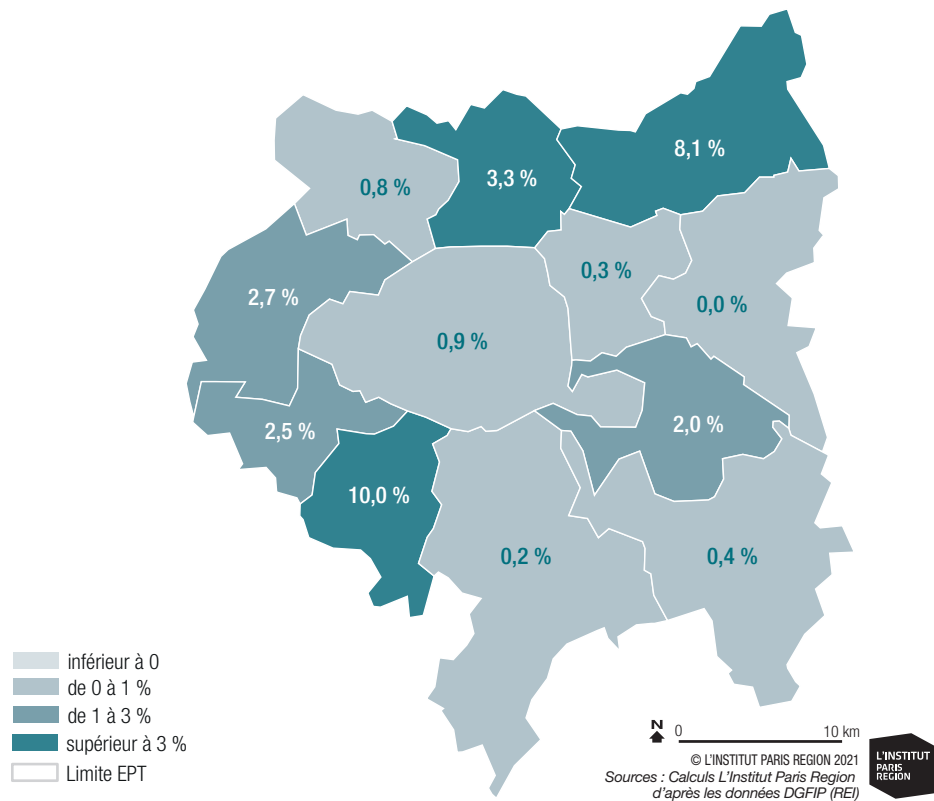 8,1 %
3,3 %
0,8 %
0,3 %
2,7 %
0,0 %
0,9 %
2,5 %
2,0 %
10,0 %
0,2 %
0,4 %
inférieur à 0
de 0 à 1 %
de 1 à 3 %
supérieur à 3 %
Limite EPT
N
0 10 km
© L'INSTITUT PARIS REGION 2021
Sources : Calculs L'Institut Paris Region
d'après les données DGFIP (REI)
L'INSTITUT
PARIS
REGION